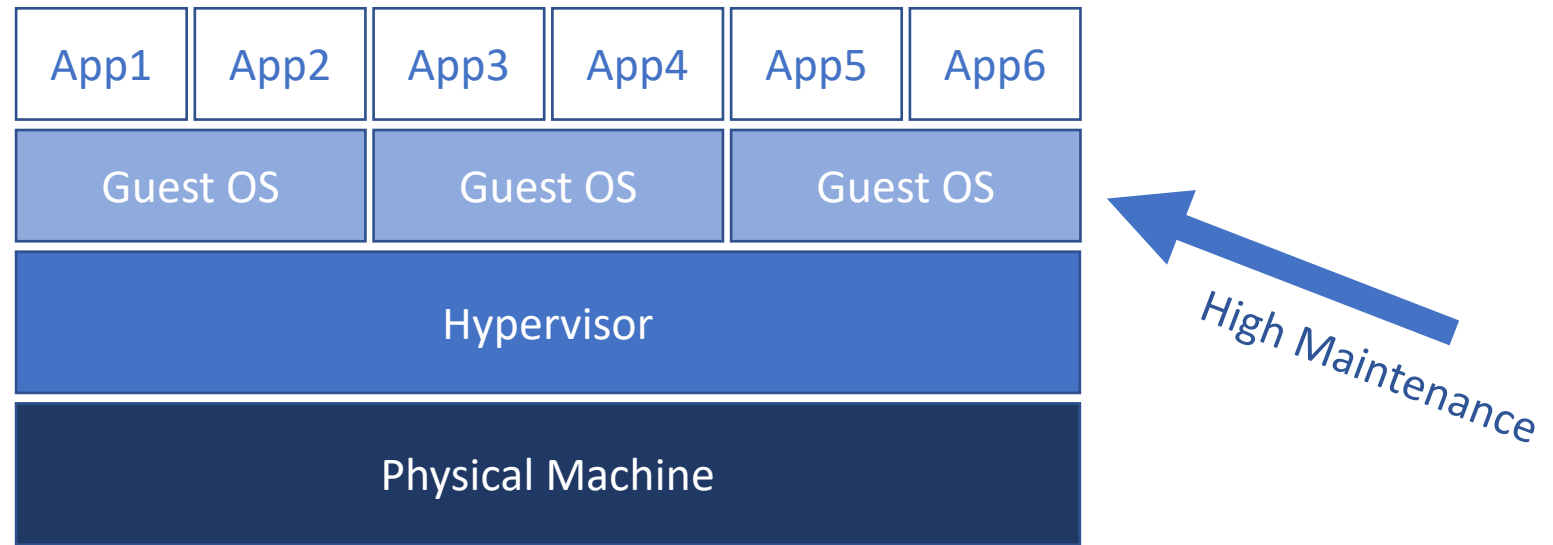 App1
App2
App3
App4
App5
App6
Guest OS
Guest OS
Guest OS
High Maintenance
Hypervisor
Physical Machine